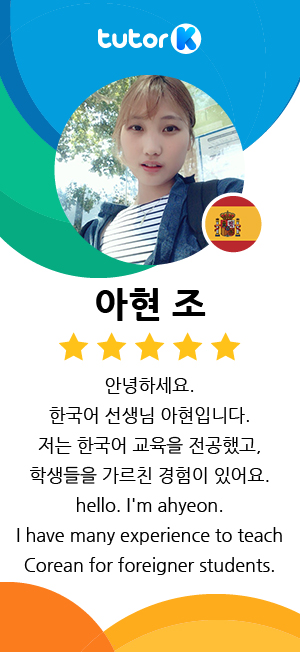 tutor K
아현 조
안녕하세요.
한국어 선생님 아현입니다.
저는 한국어 교육을 전공했고,
학생들을 가르친 경험이 있어요.
hello. I'm ahyeon.
I have many experience to teach
Corean for foreigner students.